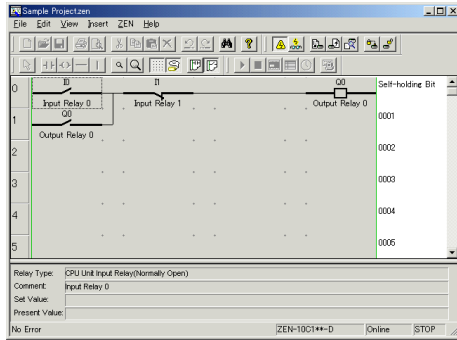 Sample Project.zen
File Edit View Insert ZEN Help
0 I0 I1 Q0 Self-holding Bit
Input Relay 0 Input Relay 1 Output Relay 0
1 Q0 0001
Output Relay 0
2 0002
3 0003
4 0004
5 0005
Relay Type: CPU Unit Input Relay(Normally Open)
Comment: Input Relay 0
Set Value:
Present Value:
No Error ZEN-10C1**-D Online STOP